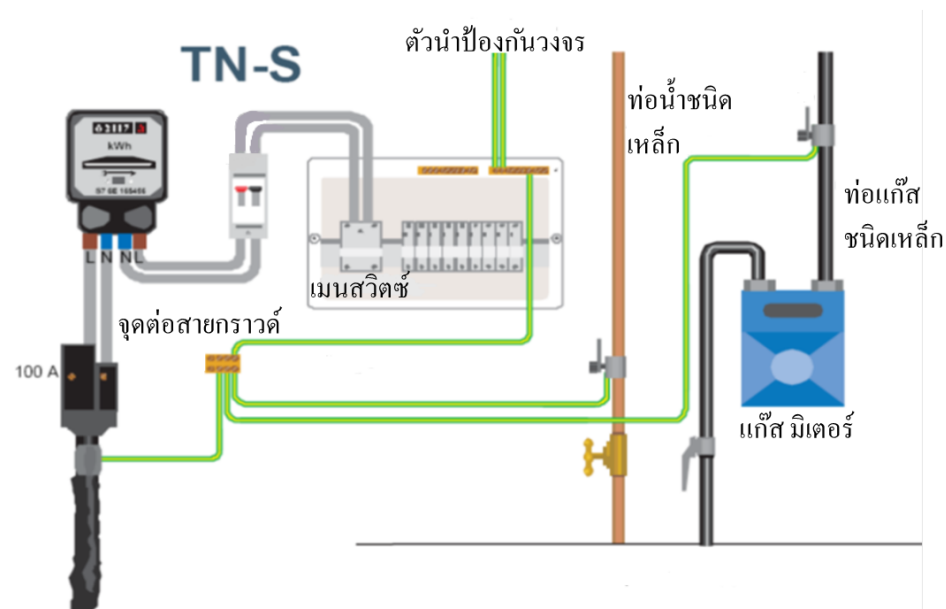 TN-S
ตัวนำป้องกันวงจร
ท่อน้ำชนิด
เหล็ก
kWh
ท่อแก๊ส
ชนิดเหล็ก
L N N L
เมนสวิตซ์
จุดต่อสายกราวด์
100 A
แก๊ส มิเตอร์